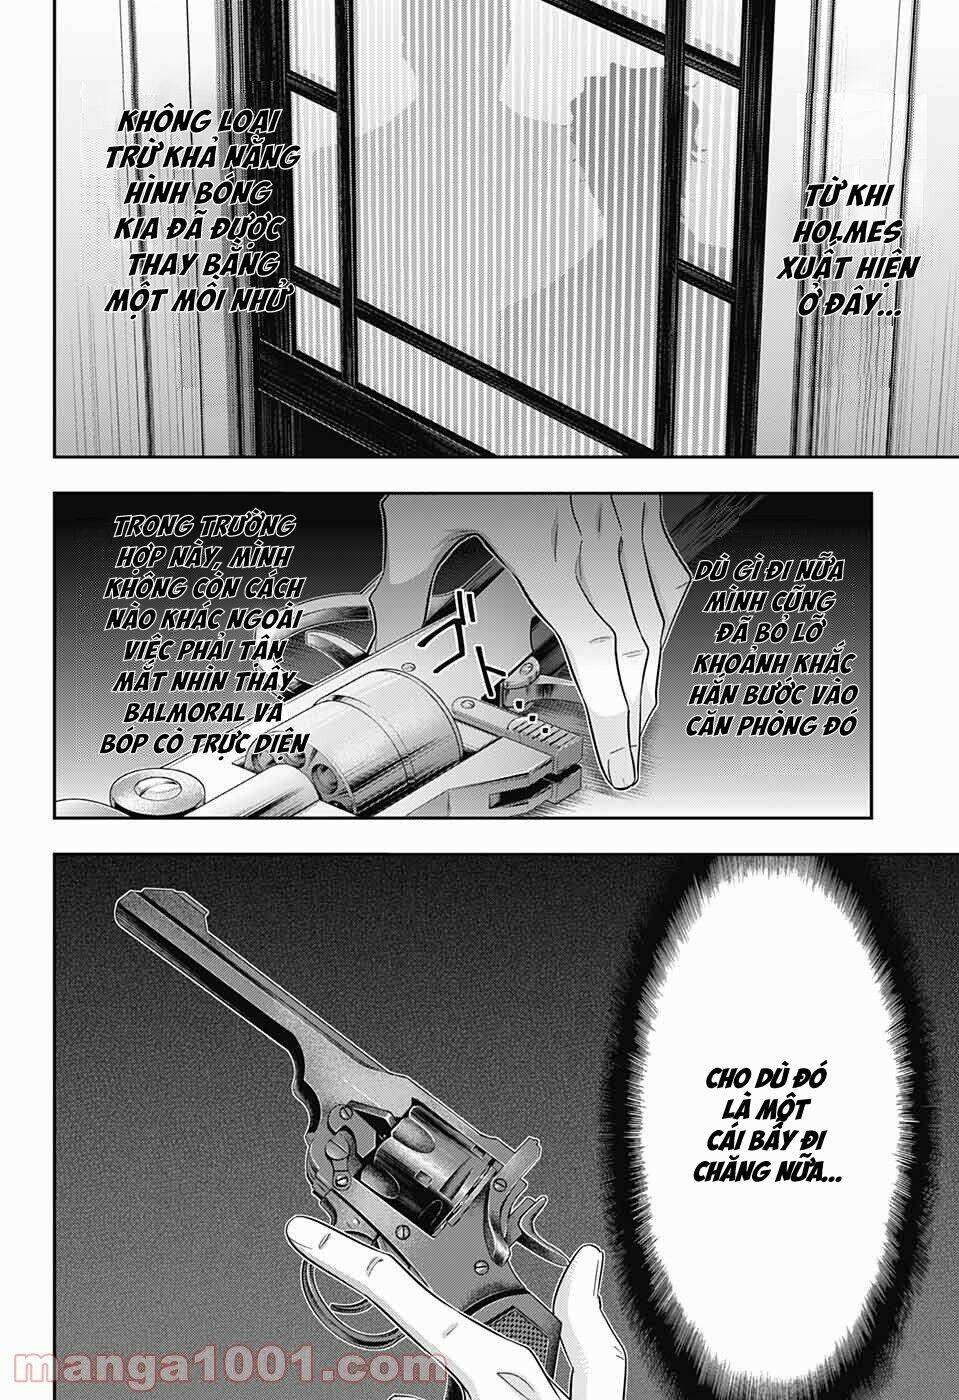 TỪ KHI
HOLMES
XUẤT HIỆN
Ở ĐÂY...
KHÔNG LOẠI
TRỪ KHẢ NĂNG
HÌNH BÓNG
KIA ĐÃ ĐƯỢC
THAY BẰNG
MỘT MỒI NHỬ
DÙ GÌ ĐI NỮA
MÌNH CŨNG
ĐÃ BỎ LỠ
KHOẢNH KHẮC
HẮN BƯỚC VÀO
CĂN PHÒNG ĐÓ
TRONG TRƯỜNG
HỢP NÀY, MÌNH
KHÔNG CÒN CÁCH
NÀO KHÁC NGOÀI
VIỆC PHẢI TẬN
MẮT NHÌN THẤY
BALMORAL VÀ
BÓP CÒ TRỰC DIỆN
CHO DÙ ĐÓ
LÀ MỘT
CÁI BẪY ĐI
CHĂNG NỮA...
manga1001.com